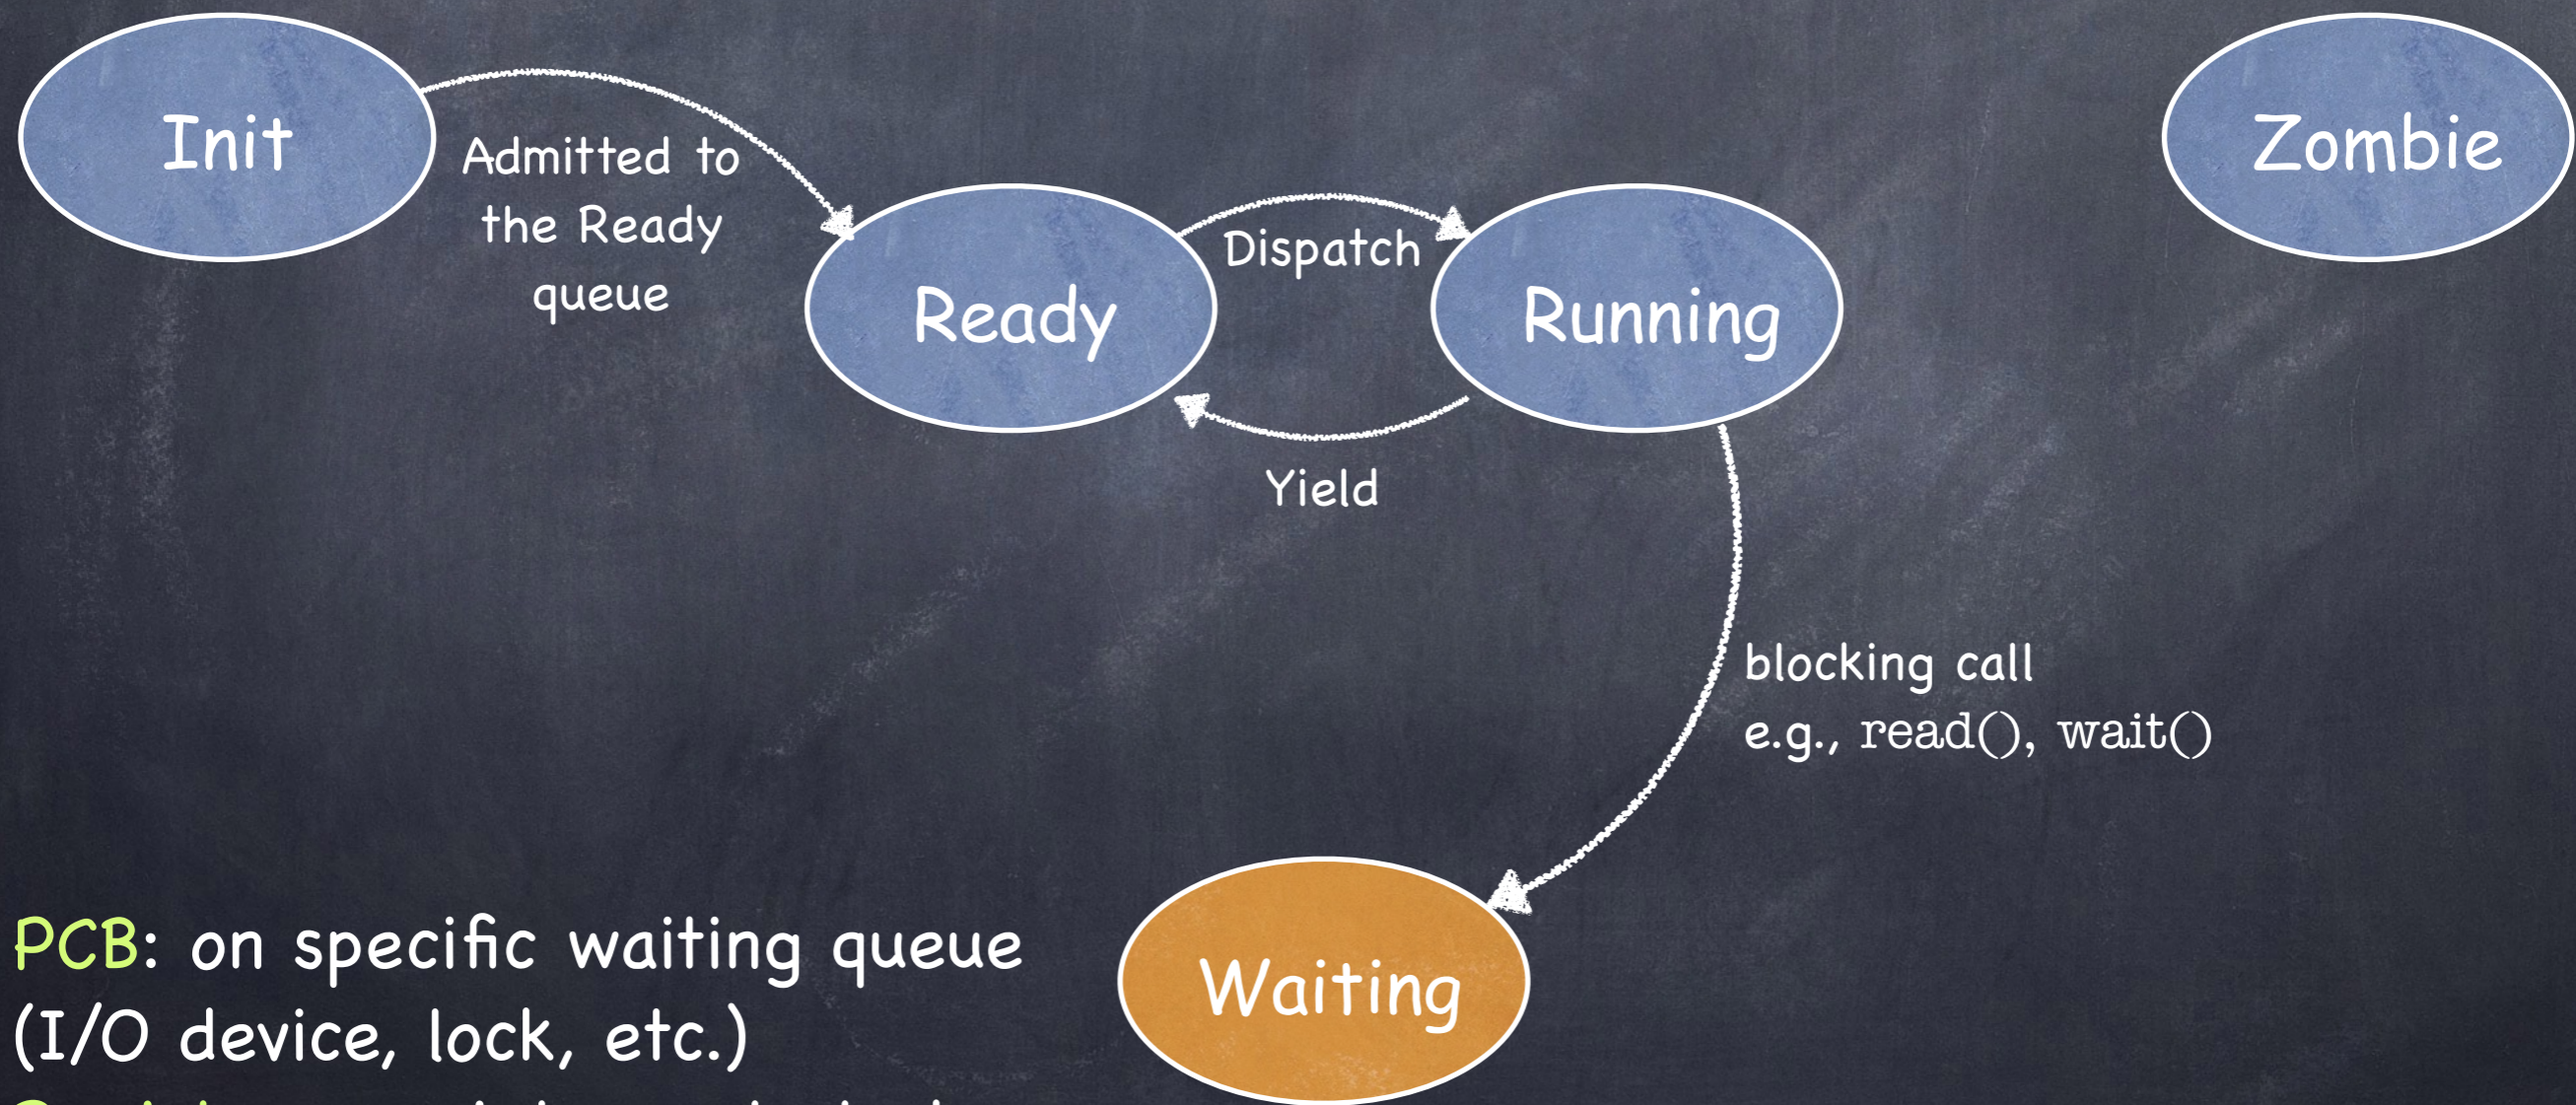 Init
Admitted to
the Ready
queue
Ready
Dispatch
Running
Yield
Zombie
blocking call
e.g., read(), wait()
Waiting
PCB: on specific waiting queue
(I/O device, lock, etc.)